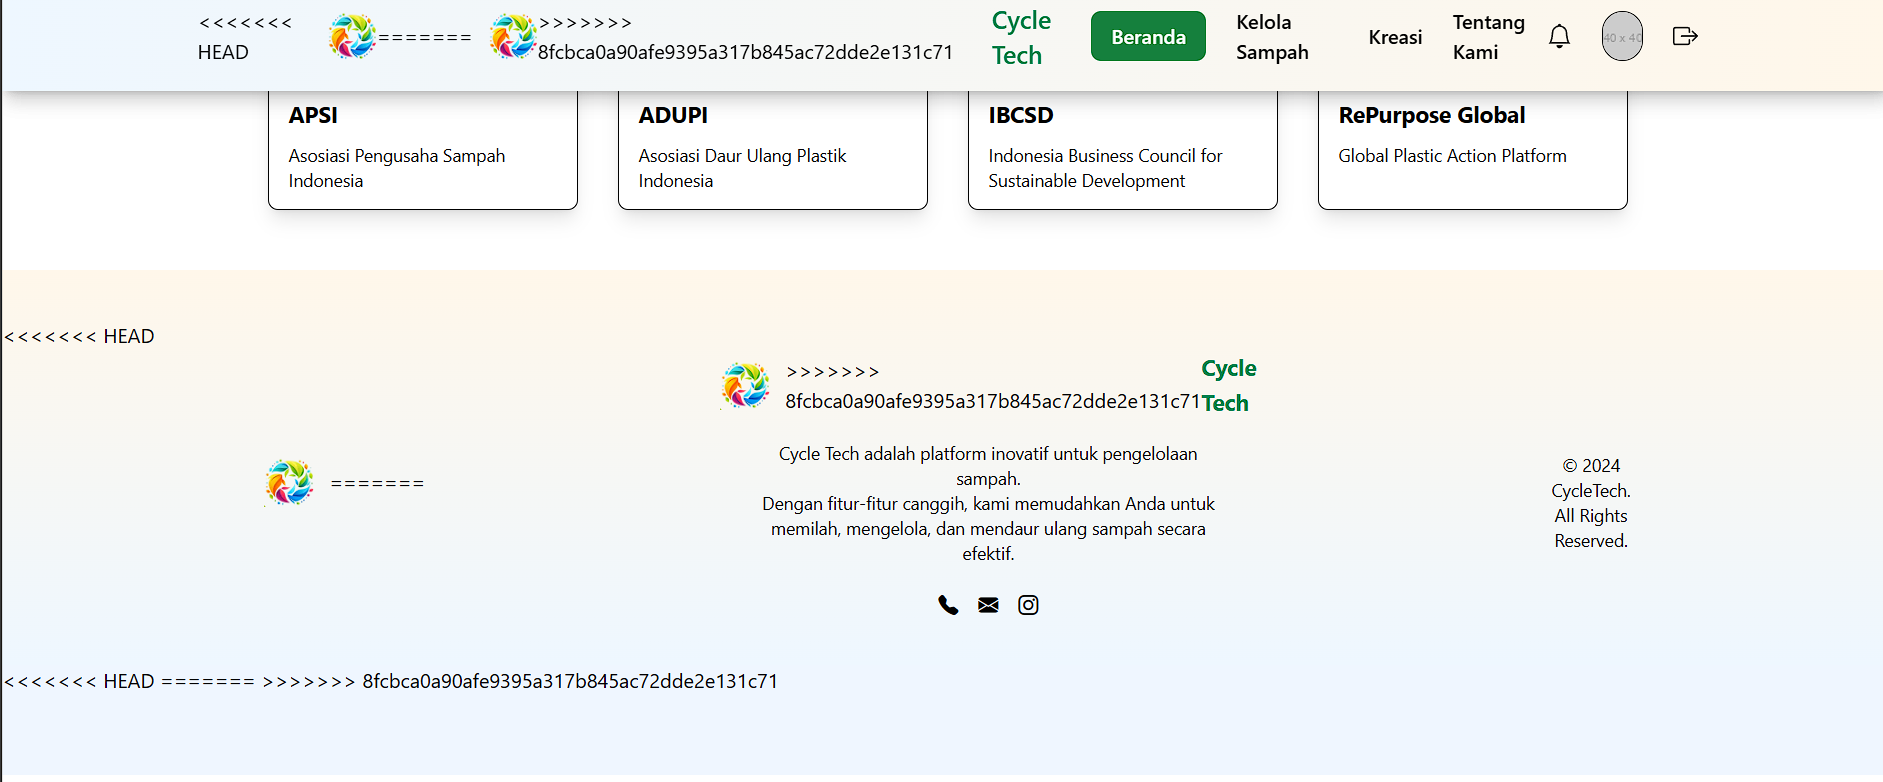 <<<<<<<
HEAD
=======
>>>>>>>
8fcbca0a90afe9395a317b845ac72dde2e131c71
Cycle
Tech
Beranda
Kelola
Sampah
Kreasi
Tentang
Kami
40 x 40
APSI
Asosiasi Pengusaha Sampah
Indonesia
ADUPI
Asosiasi Daur Ulang Plastik
Indonesia
IBCSD
Indonesia Business Council for
Sustainable Development
RePurpose Global
Global Plastic Action Platform
<<<<<<< HEAD
=======
>>>>>>>
8fcbca0a90afe9395a317b845ac72dde2e131c71
Cycle
Tech
Cycle Tech adalah platform inovatif untuk pengelolaan
sampah.
Dengan fitur-fitur canggih, kami memudahkan Anda untuk
memilah, mengelola, dan mendaur ulang sampah secara
efektif.
© 2024
CycleTech.
All Rights
Reserved.
<<<<<<< HEAD ======= >>>>>>> 8fcbca0a90afe9395a317b845ac72dde2e131c71